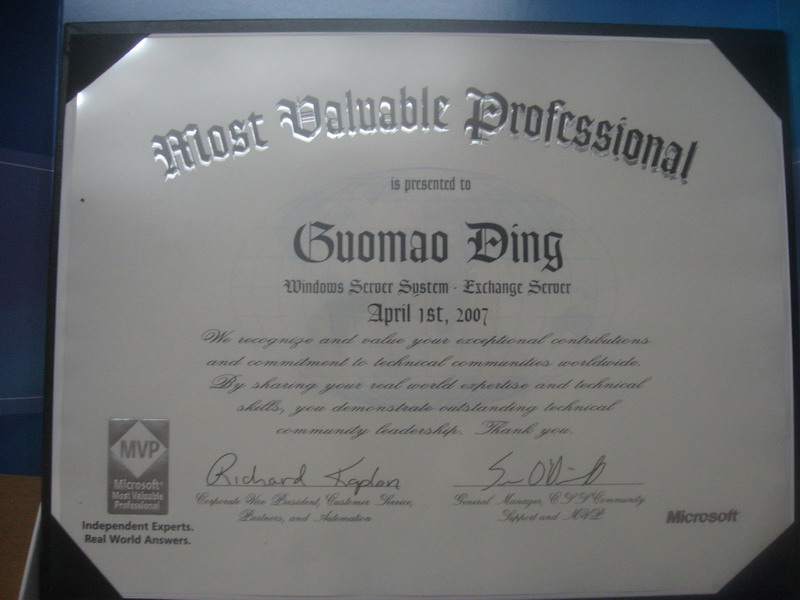 Most Valuable Professional
is presented to
Guomao Ding
Windows Server System - Exchange Server
April 1st, 2007
We recognize and value your exceptional contributions
and commitment to technical communities worldwide.
By sharing your real world expertise and technical
skills, you demonstrate outstanding technical
community leadership. Thank you.
MVP
Microsoft®
Most Valuable
Professional
Independent Experts.
Real World Answers.
Richard Kaplan
Corporate Vice President, Customer Service,
Partners, and Automation
General Manager, CSS Community
Support and MVP
Microsoft®